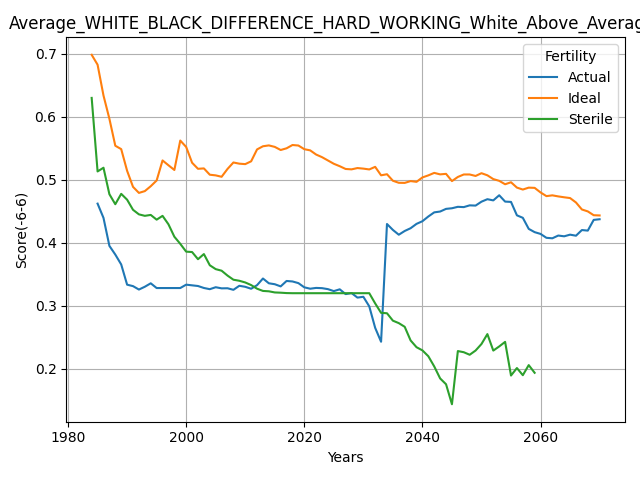 Average_WHITE_BLACK_DIFFERENCE_HARD_WORKING_White_Above_Averag
0.7
0.6
0.5
0.4
0.3
0.2
Score(-6-6)
Fertility
Actual
Ideal
Sterile
1980 2000 2020 2040 2060
Years